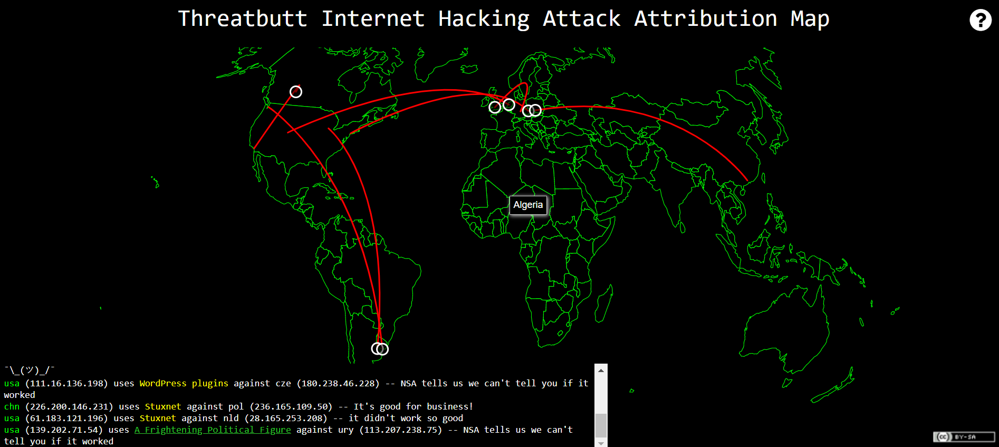 Threatbutt Internet Hacking Attack Attribution Map
?
Algeria
¯\_(ツ)_/¯
usa (111.16.136.198) uses WordPress plugins against cze (180.238.46.228) -- NSA tells us we can't tell you if it
worked
chn (226.200.146.231) uses Stuxnet against pol (236.165.109.50) -- It's good for business!
usa (61.183.121.196) uses Stuxnet against nld (28.165.253.208) -- it didn't work so good
usa (139.202.71.54) uses A Frightening Political Figure against ury (113.207.238.75) -- NSA tells us we can't
tell you if it worked
cc BY-SA